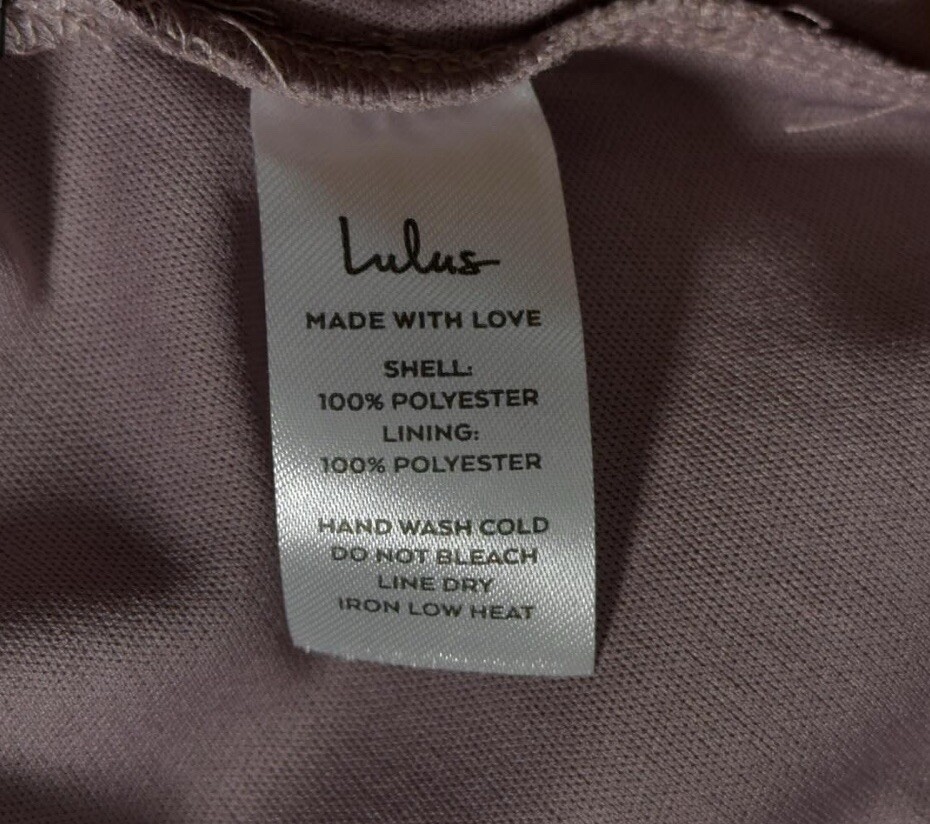 Lulus
MADE WITH LOVE
SHELL:
100% POLYESTER
LINING:
100% POLYESTER
HAND WASH COLD
DO NOT BLEACH
LINE DRY
IRON LOW HEAT